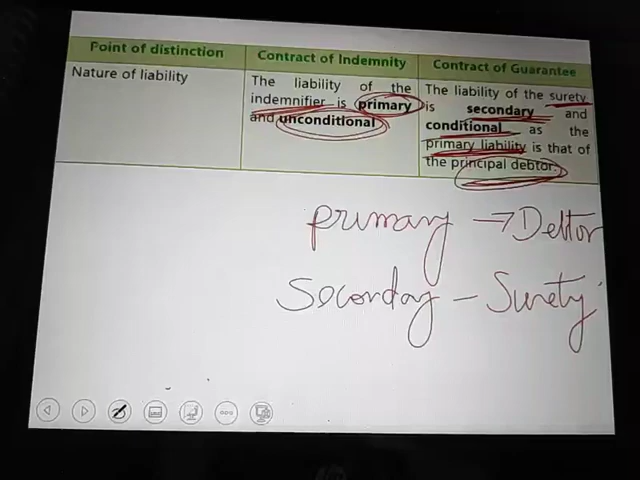 Point of distinction Contract of Indemnity Contract of Guarantee
Nature of liability
The liability of the
indemnifier is primary
and unconditional
The liability of the surety
is secondary and
conditional as the
primary liability is that of
the principal debtor.
primary → Debtor
Seconday – Surety
hp